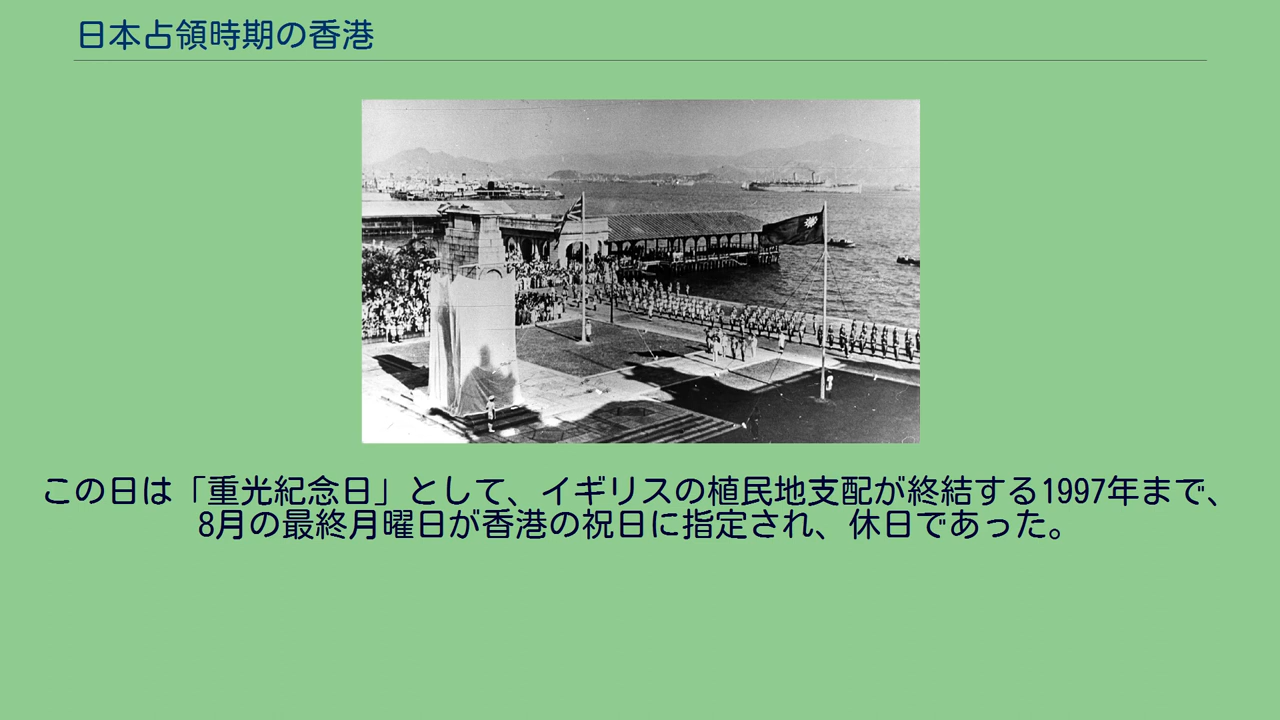 日本占領時期の香港
この日は「重光紀念日」として、イギリスの植民地支配が終結する1997年まで、
8月の最終月曜日が香港の祝日に指定され、休日であった。